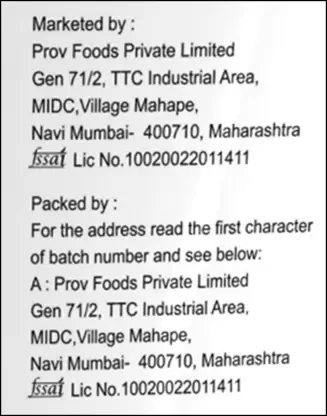 Marketed by :
Prov Foods Private Limited
Gen 71/2, TTC Industrial Area,
MIDC,Village Mahape,
Navi Mumbai- 400710, Maharashtra
fssai Lic No.10020022011411
Packed by :
For the address read the first character
of batch number and see below:
A : Prov Foods Private Limited
Gen 71/2, TTC Industrial Area,
MIDC,Village Mahape,
Navi Mumbai- 400710, Maharashtra
fssai Lic No.10020022011411